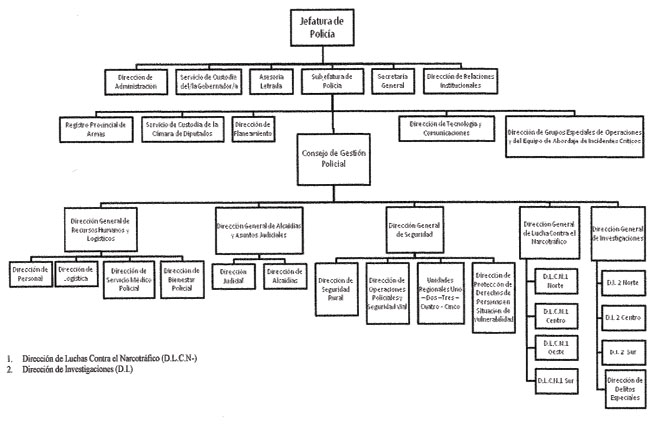 Jefatura de
Policía
Dirección de
Administracion
Servicio de Custodia
del/la Gobernador/a
Asesoria
Letrada
Subjefatura de
Policia
Secretaría
General
Dirección de Relaciones
Institucionales
Registro Provincial de
Armas
Servicio de Custodia de la
Cámara de Diputados
Dirección de
Planeamiento
Dirección de Tecnología y
Comunicaciones
Dirección de Grupos Especiales de Operaciones
y del Equipo de Abordaje de Incidentes Críticos
Consejo de Gestión
Policial
Dirección General de
Recursos Humanos y
Logísticos
Dirección General de Alcaidías
y Asuntos Judiciales
Dirección General
de Seguridad
Dirección General
de Lucha Contra el
Narcotráfico
Dirección General
de Investigaciones
Dirección de
Personal
Dirección de
Logística
Dirección de
Servicio Médico
Policial
Dirección de
Bienestar
Policial
Dirección
Judicial
Dirección de
Alcaidias
Dirección de
Seguridad
Rural
Dirección de
Operaciones
Policiales y
Seguridad Vial
Unidades
Regionales Uno
– Dos –Tres –
Cuatro - Cinco
Dirección de
Protección de
Derechos de
Personas en
Situación de
vulnerabilidad
D.L.C.N.1
Norte
D.L.C.N.1
Centro
D.L.C.N.1
Oeste
D.L.C.N.1 Sur
D.I. 2 Norte
D.I. 2 Centro
D.I. 2 Sur
Dirección de
Delitos
Especiales
1. Dirección de Luchas Contra el Narcotráfico (D.L.C.N-)
2. Dirección de Investigaciones (D.I.)